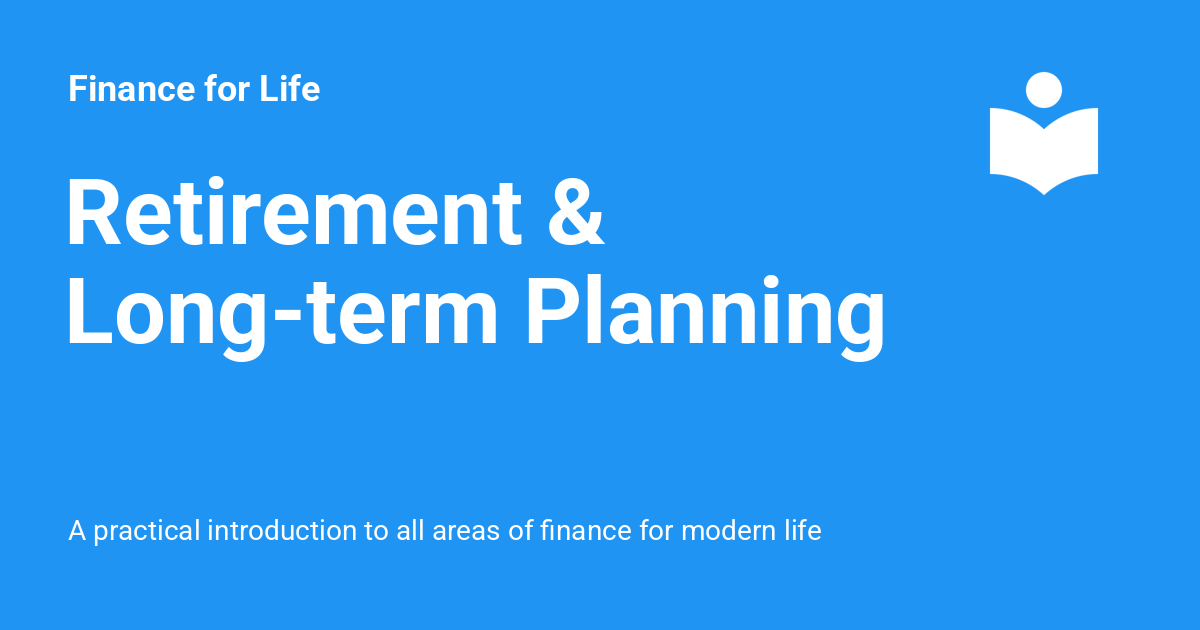 Finance for Life
Retirement &
Long-term Planning
A practical introduction to all areas of finance for modern life